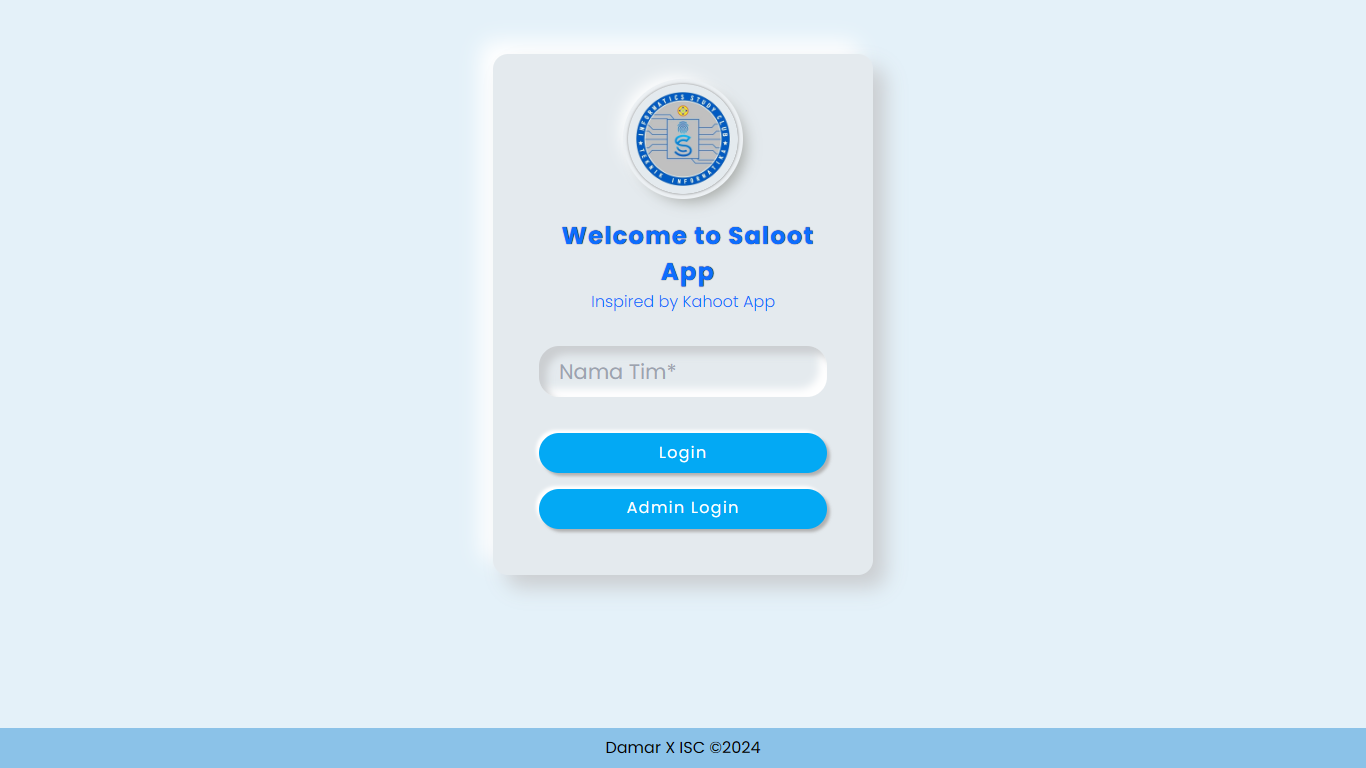 INFORMATICS STUDY CLUB
TEKNIK INFORMATIKA
Welcome to Saloot
App
Inspired by Kahoot App
Nama Tim*
Login
Admin Login
Damar X ISC ©2024